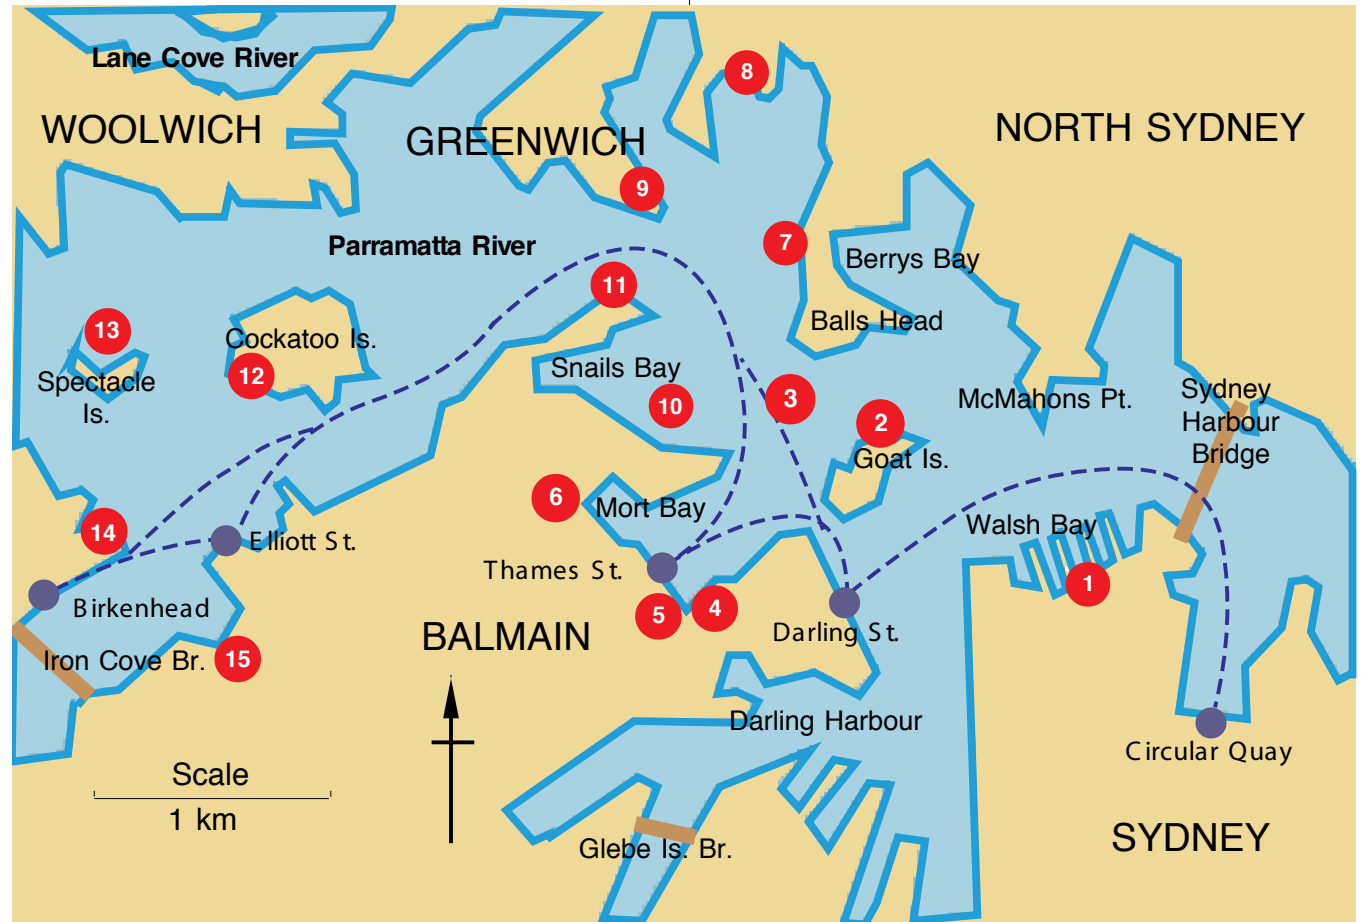 Lane Cove River
8
WOOLWICH
GREENWICH
NORTH SYDNEY
9
Parramatta River
7
Berrys Bay
11
13
Cockatoo Is.
Balls Head
12
Snails Bay
Spectacle
Is.
10
3
McMahons Pt.
Sydney
Harbour
Bridge
2
Goat Is.
6
Mort Bay
Walsh Bay
14
Elliott St.
Thames St.
1
Birkenhead
5
4
BALMAIN
Darling St.
Iron Cove Br.
15
Darling Harbour
Circular Quay
Scale
1 km
Glebe Is. Br.
SYDNEY